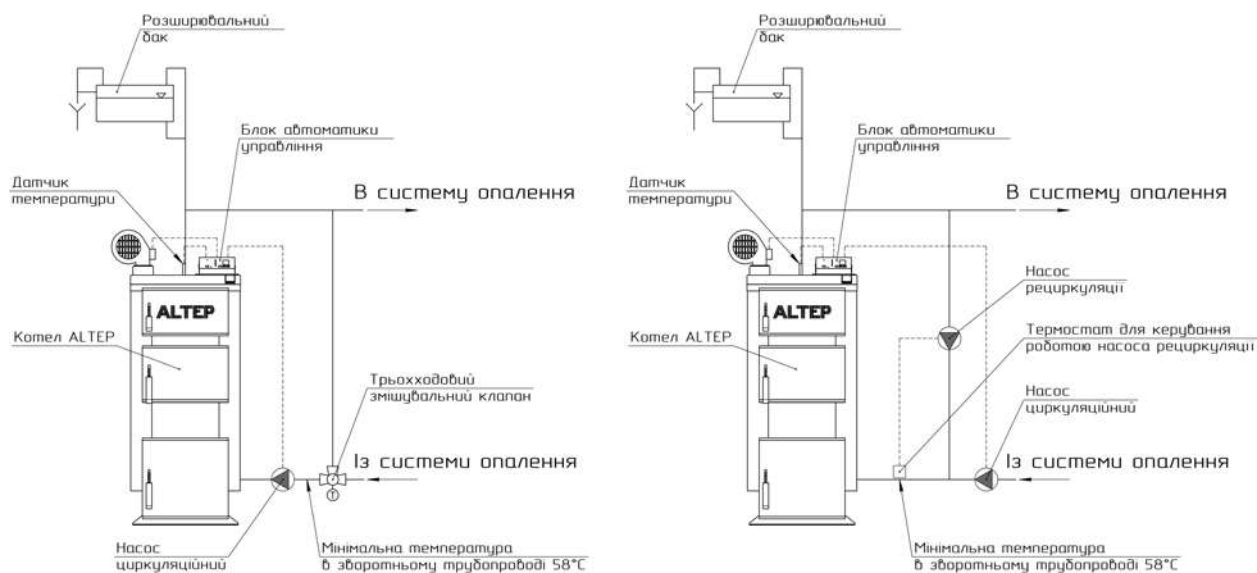 Розширювальний
бак
Блок автоматики
управління
Датчик
температури
В систему опалення
ALTEP
Котел ALTEP
Трьохходовий
змішувальний клапан
Із системи опалення
T
Насос
циркуляційний
Мінімальна температура
в зворотньому трубопроводі 58°C
Розширювальний
бак
Блок автоматики
управління
Датчик
температури
В систему опалення
ALTEP
Насос
рециркуляції
Котел ALTEP
Термостат для керування
роботою насоса рециркуляції
Насос
циркуляційний
Із системи опалення
Мінімальна температура
в зворотньому трубопроводі 58°C